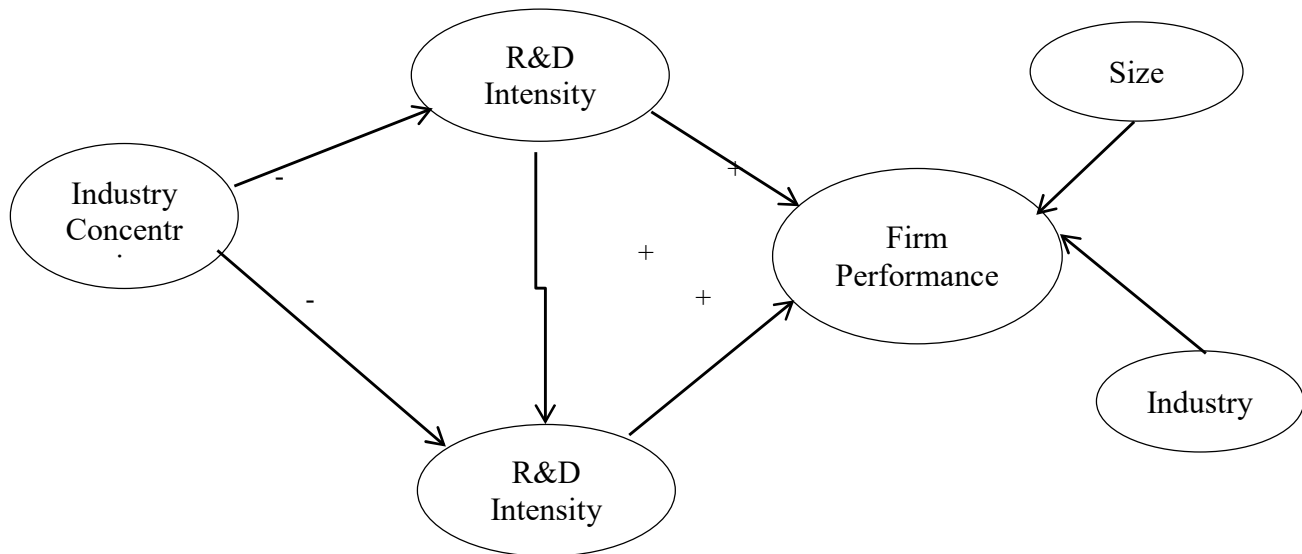 R&D
Intensity
Size
Industry
Concentr
.
-
+
Firm
Performance
+
-
+
R&D
Intensity
Industry